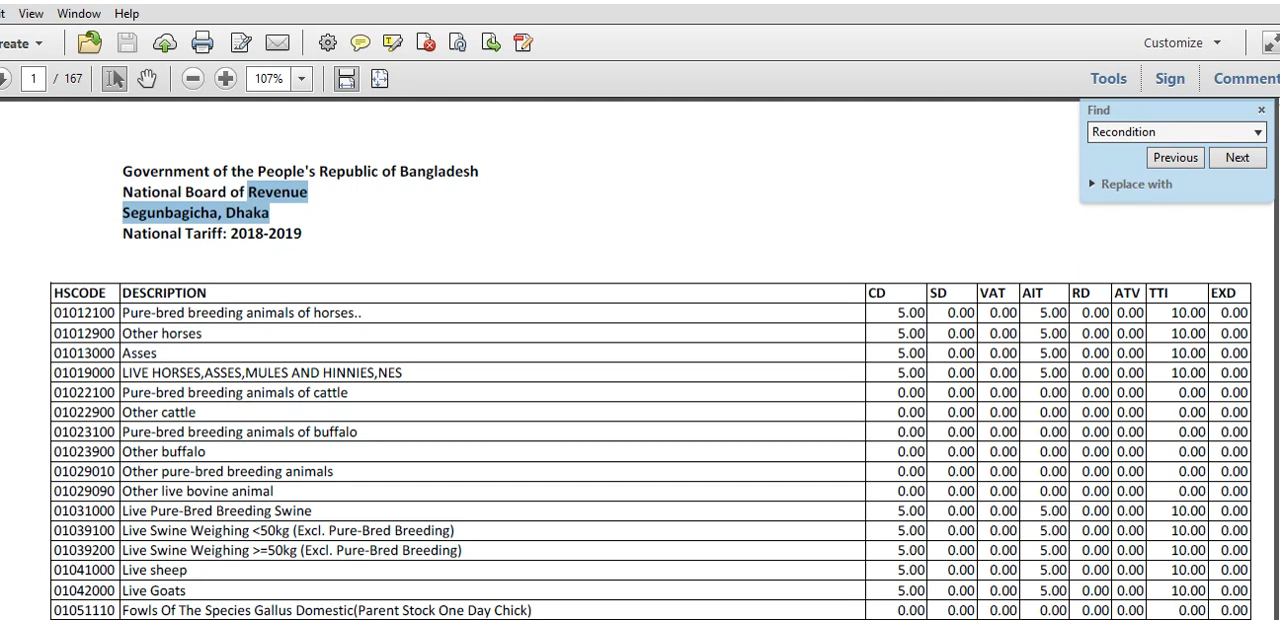 it View Window Help
reate Customize
1 / 167 107% Tools Sign Comment
Find
Recondition
Previous Next
Replace with
Government of the People's Republic of Bangladesh
National Board of Revenue
Segunbagicha, Dhaka
National Tariff: 2018-2019
HSCODE DESCRIPTION CD SD VAT AIT RD ATV TTI EXD
01012100 Pure-bred breeding animals of horses.. 5.00 0.00 0.00 5.00 0.00 0.00 10.00 0.00
01012900 Other horses 5.00 0.00 0.00 5.00 0.00 0.00 10.00 0.00
01013000 Asses 5.00 0.00 0.00 5.00 0.00 0.00 10.00 0.00
01019000 LIVE HORSES,ASSES,MULES AND HINNIES,NES 5.00 0.00 0.00 5.00 0.00 0.00 10.00 0.00
01022100 Pure-bred breeding animals of cattle 0.00 0.00 0.00 0.00 0.00 0.00 0.00 0.00
01022900 Other cattle 0.00 0.00 0.00 0.00 0.00 0.00 0.00 0.00
01023100 Pure-bred breeding animals of buffalo 0.00 0.00 0.00 0.00 0.00 0.00 0.00 0.00
01023900 Other buffalo 0.00 0.00 0.00 0.00 0.00 0.00 0.00 0.00
01029010 Other pure-bred breeding animals 0.00 0.00 0.00 0.00 0.00 0.00 0.00 0.00
01029090 Other live bovine animal 0.00 0.00 0.00 0.00 0.00 0.00 0.00 0.00
01031000 Live Pure-Bred Breeding Swine 5.00 0.00 0.00 5.00 0.00 0.00 10.00 0.00
01039100 Live Swine Weighing <50kg (Excl. Pure-Bred Breeding) 5.00 0.00 0.00 5.00 0.00 0.00 10.00 0.00
01039200 Live Swine Weighing >=50kg (Excl. Pure-Bred Breeding) 5.00 0.00 0.00 5.00 0.00 0.00 10.00 0.00
01041000 Live sheep 5.00 0.00 0.00 5.00 0.00 0.00 10.00 0.00
01042000 Live Goats 5.00 0.00 0.00 5.00 0.00 0.00 10.00 0.00
01051110 Fowls Of The Species Gallus Domestic(Parent Stock One Day Chick) 0.00 0.00 0.00 0.00 0.00 0.00 0.00 0.00